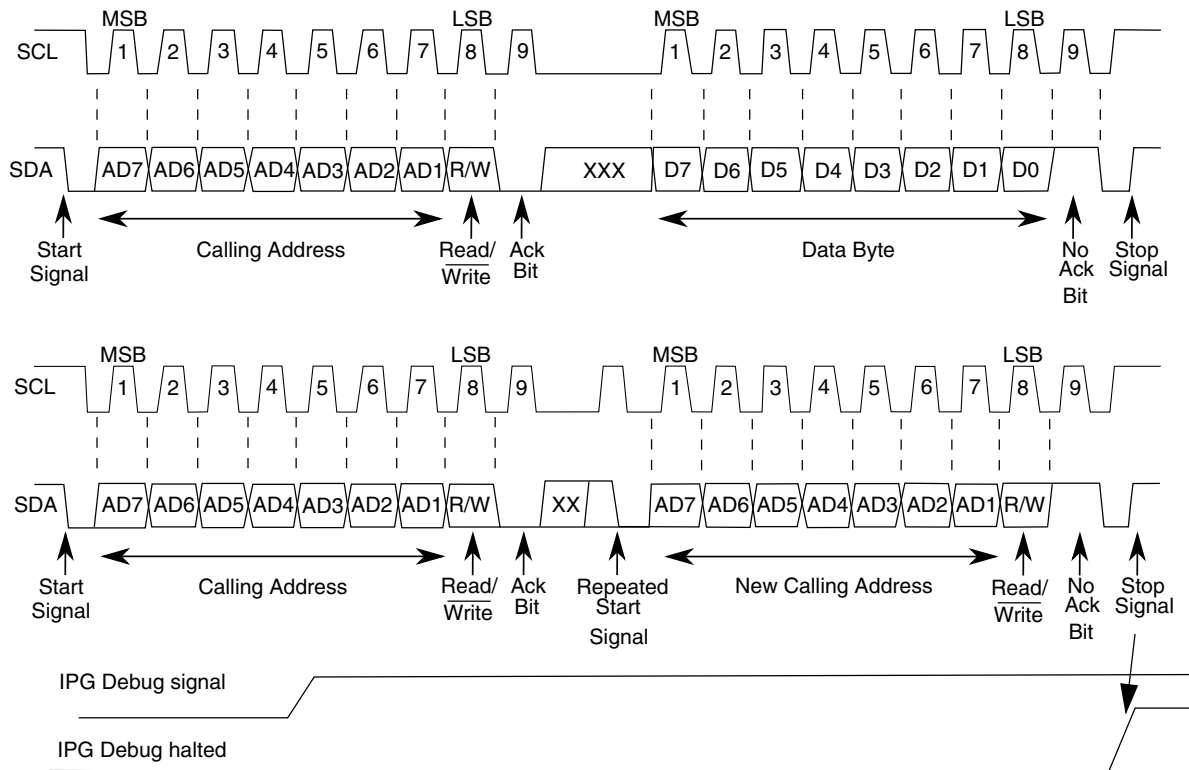 MSB LSB MSB LSB
SCL 1 2 3 4 5 6 7 8 9 1 2 3 4 5 6 7 8 9
SDA AD7 AD6 AD5 AD4 AD3 AD2 AD1 R/W XXX D7 D6 D5 D4 D3 D2 D1 D0
Start Signal
Calling Address
Read/Write
Ack Bit
Data Byte
No Ack Bit
Stop Signal
MSB LSB MSB LSB
SCL 1 2 3 4 5 6 7 8 9 1 2 3 4 5 6 7 8 9
SDA AD7 AD6 AD5 AD4 AD3 AD2 AD1 R/W XX AD7 AD6 AD5 AD4 AD3 AD2 AD1 R/W
Start Signal
Calling Address
Read/Write
Ack Bit
Repeated Start Signal
New Calling Address
Read/Write
No Ack Bit
Stop Signal
IPG Debug signal
IPG Debug halted